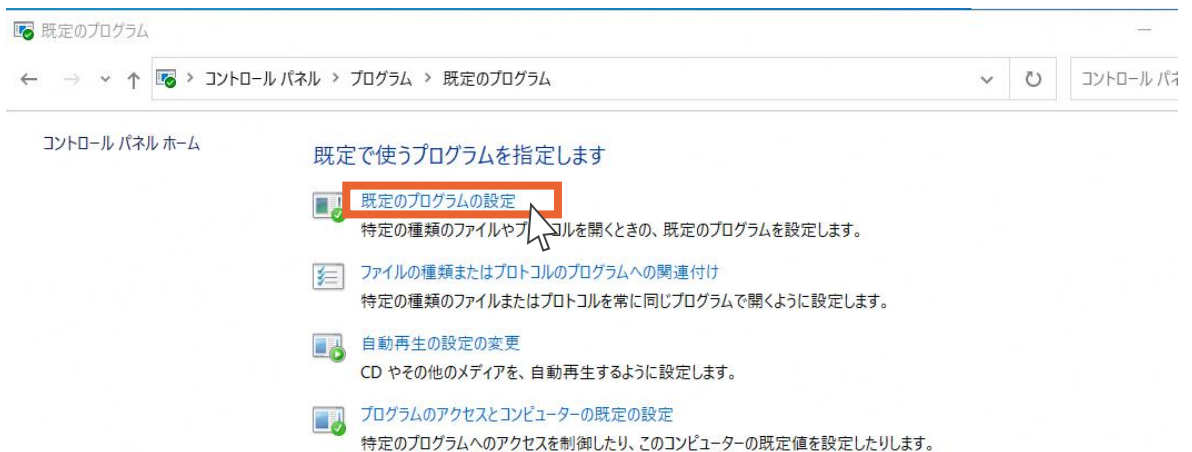 既定のプログラム
コントロール パネル > プログラム > 既定のプログラム
コントロール パネ
コントロール パネル ホーム
既定で使うプログラムを指定します
既定のプログラムの設定
特定の種類のファイルやプロトコルを開くときの、既定のプログラムを設定します。
ファイルの種類またはプロトコルのプログラムへの関連付け
特定の種類のファイルまたはプロトコルを常に同じプログラムで開くように設定します。
自動再生の設定の変更
CD やその他のメディアを、自動再生するように設定します。
プログラムのアクセスとコンピューターの既定の設定
特定のプログラムへのアクセスを制御したり、このコンピューターの既定値を設定したりします。